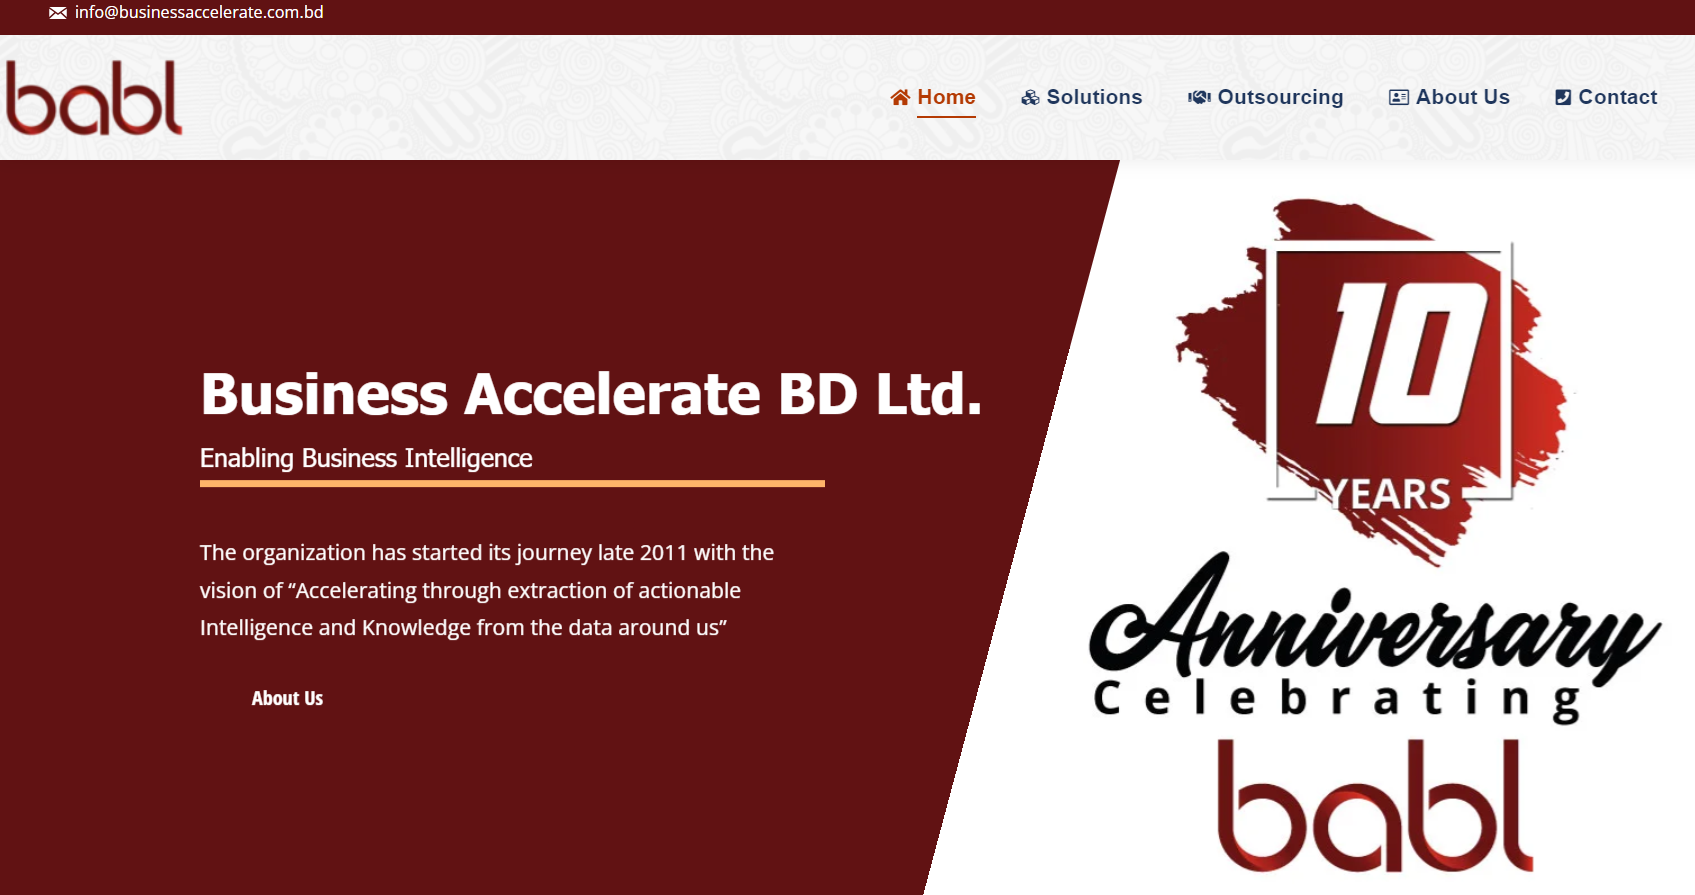 info@businessaccelerate.com.bd
babl
Home
Solutions
Outsourcing
About Us
Contact
Business Accelerate BD Ltd.
Enabling Business Intelligence
The organization has started its journey late 2011 with the
vision of “Accelerating through extraction of actionable
Intelligence and Knowledge from the data around us”
About Us
10
YEARS
Anniversary
Celebrating
babl